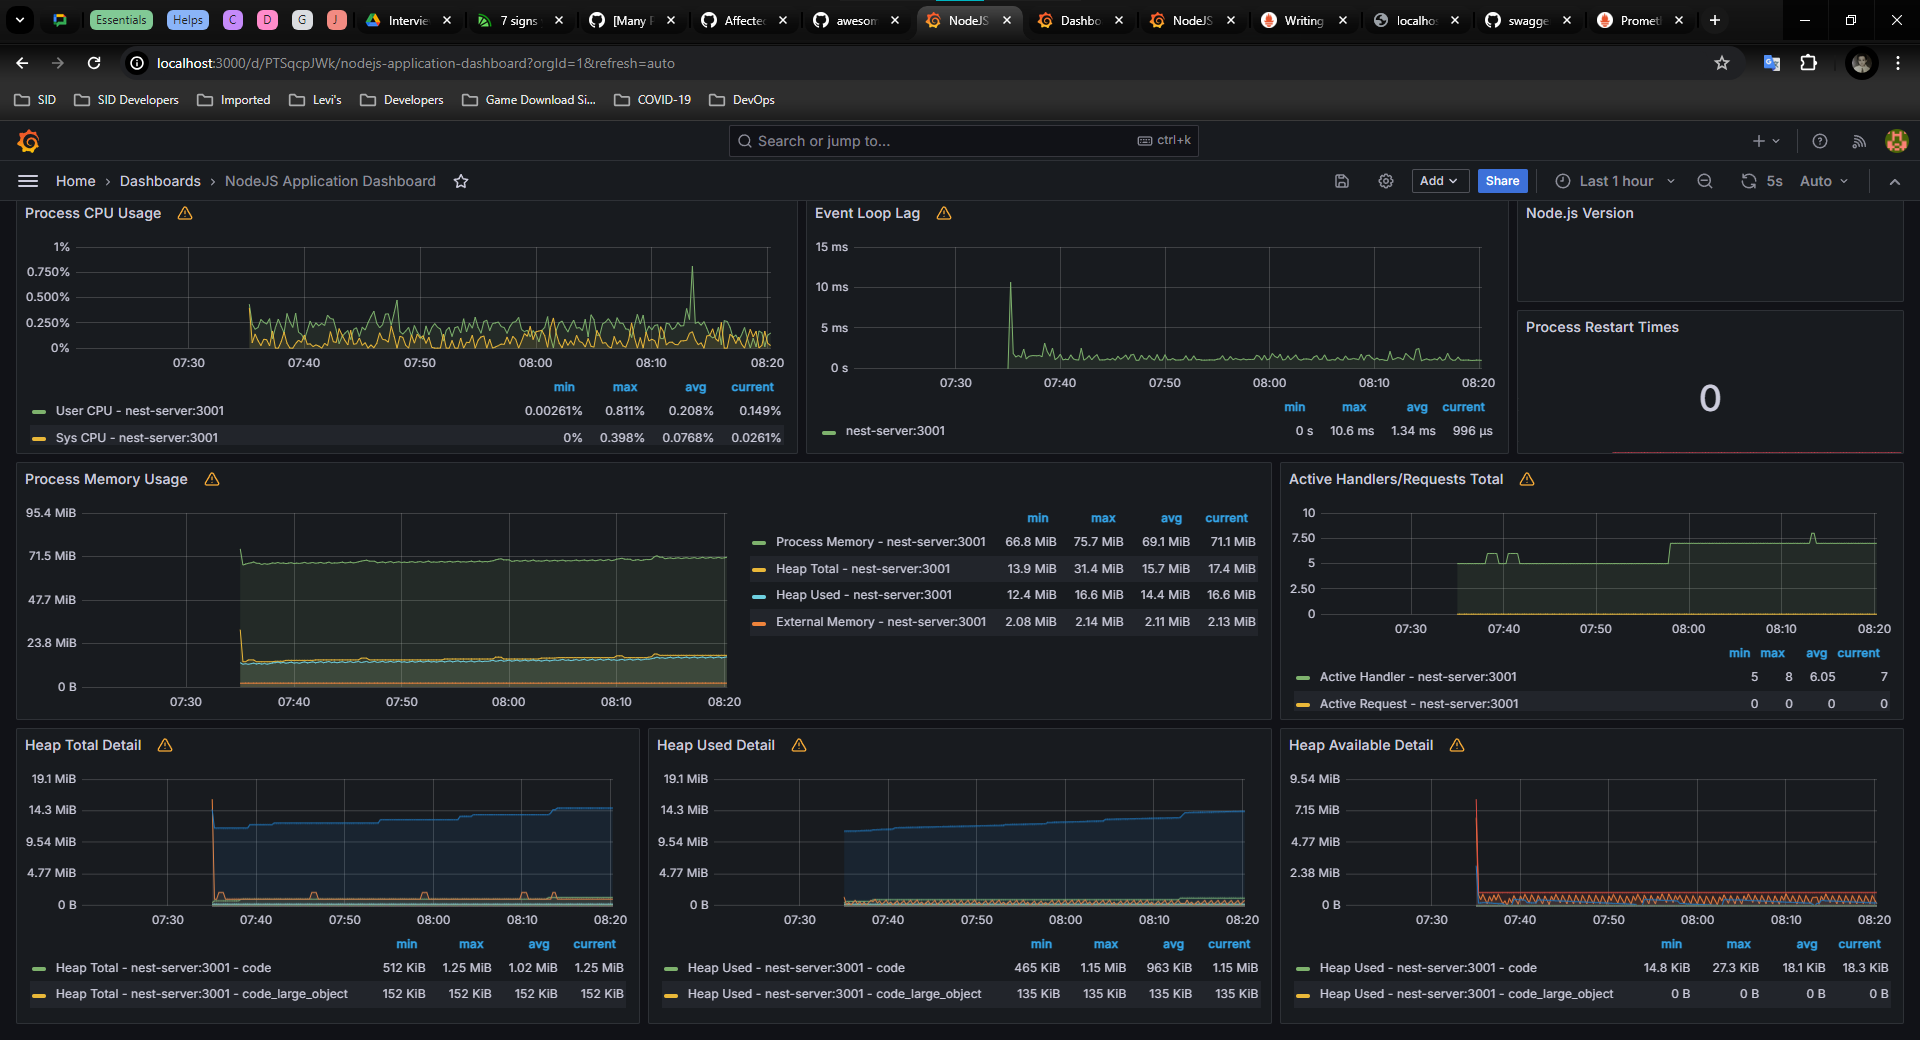 Essentials
Helps
C
D
G
J
Intervie
7 signs
[Many F
Affected
awesom
NodeJS
Dashbo
NodeJS
Writing
localho
swagge
Promet
localhost:3000/d/PTSqcpJWk/nodejs-application-dashboard?orgId=1&refresh=auto
SID
SID Developers
Imported
Levi's
Developers
Game Download Si...
COVID-19
DevOps
Search or jump to...
ctrl+k
Home › Dashboards › NodeJS Application Dashboard
Add
Share
Last 1 hour
5s
Auto
Process CPU Usage
1%
0.750%
0.500%
0.250%
0%
07:30 07:40 07:50 08:00 08:10 08:20
min max avg current
User CPU - nest-server:3001 0.00261% 0.811% 0.208% 0.149%
Sys CPU - nest-server:3001 0% 0.398% 0.0768% 0.0261%
Event Loop Lag
15 ms
10 ms
5 ms
0 s
07:30 07:40 07:50 08:00 08:10 08:20
min max avg current
nest-server:3001 0 s 10.6 ms 1.34 ms 996 µs
Node.js Version
Process Restart Times
0
Process Memory Usage
95.4 MiB
71.5 MiB
47.7 MiB
23.8 MiB
0 B
07:30 07:40 07:50 08:00 08:10 08:20
min max avg current
Process Memory - nest-server:3001 66.8 MiB 75.7 MiB 69.1 MiB 71.1 MiB
Heap Total - nest-server:3001 13.9 MiB 31.4 MiB 15.7 MiB 17.4 MiB
Heap Used - nest-server:3001 12.4 MiB 16.6 MiB 14.4 MiB 16.6 MiB
External Memory - nest-server:3001 2.08 MiB 2.14 MiB 2.11 MiB 2.13 MiB
Active Handlers/Requests Total
10
7.50
5
2.50
0
07:30 07:40 07:50 08:00 08:10 08:20
min max avg current
Active Handler - nest-server:3001 5 8 6.05 7
Active Request - nest-server:3001 0 0 0 0
Heap Total Detail
19.1 MiB
14.3 MiB
9.54 MiB
4.77 MiB
0 B
07:30 07:40 07:50 08:00 08:10 08:20
min max avg current
Heap Total - nest-server:3001 - code 512 KiB 1.25 MiB 1.02 MiB 1.25 MiB
Heap Total - nest-server:3001 - code_large_object 152 KiB 152 KiB 152 KiB 152 KiB
Heap Used Detail
19.1 MiB
14.3 MiB
9.54 MiB
4.77 MiB
0 B
07:30 07:40 07:50 08:00 08:10 08:20
min max avg current
Heap Used - nest-server:3001 - code 465 KiB 1.15 MiB 963 KiB 1.15 MiB
Heap Used - nest-server:3001 - code_large_object 135 KiB 135 KiB 135 KiB 135 KiB
Heap Available Detail
9.54 MiB
7.15 MiB
4.77 MiB
2.38 MiB
0 B
07:30 07:40 07:50 08:00 08:10 08:20
min max avg current
Heap Used - nest-server:3001 - code 14.8 KiB 27.3 KiB 18.1 KiB 18.3 KiB
Heap Used - nest-server:3001 - code_large_object 0 B 0 B 0 B 0 B